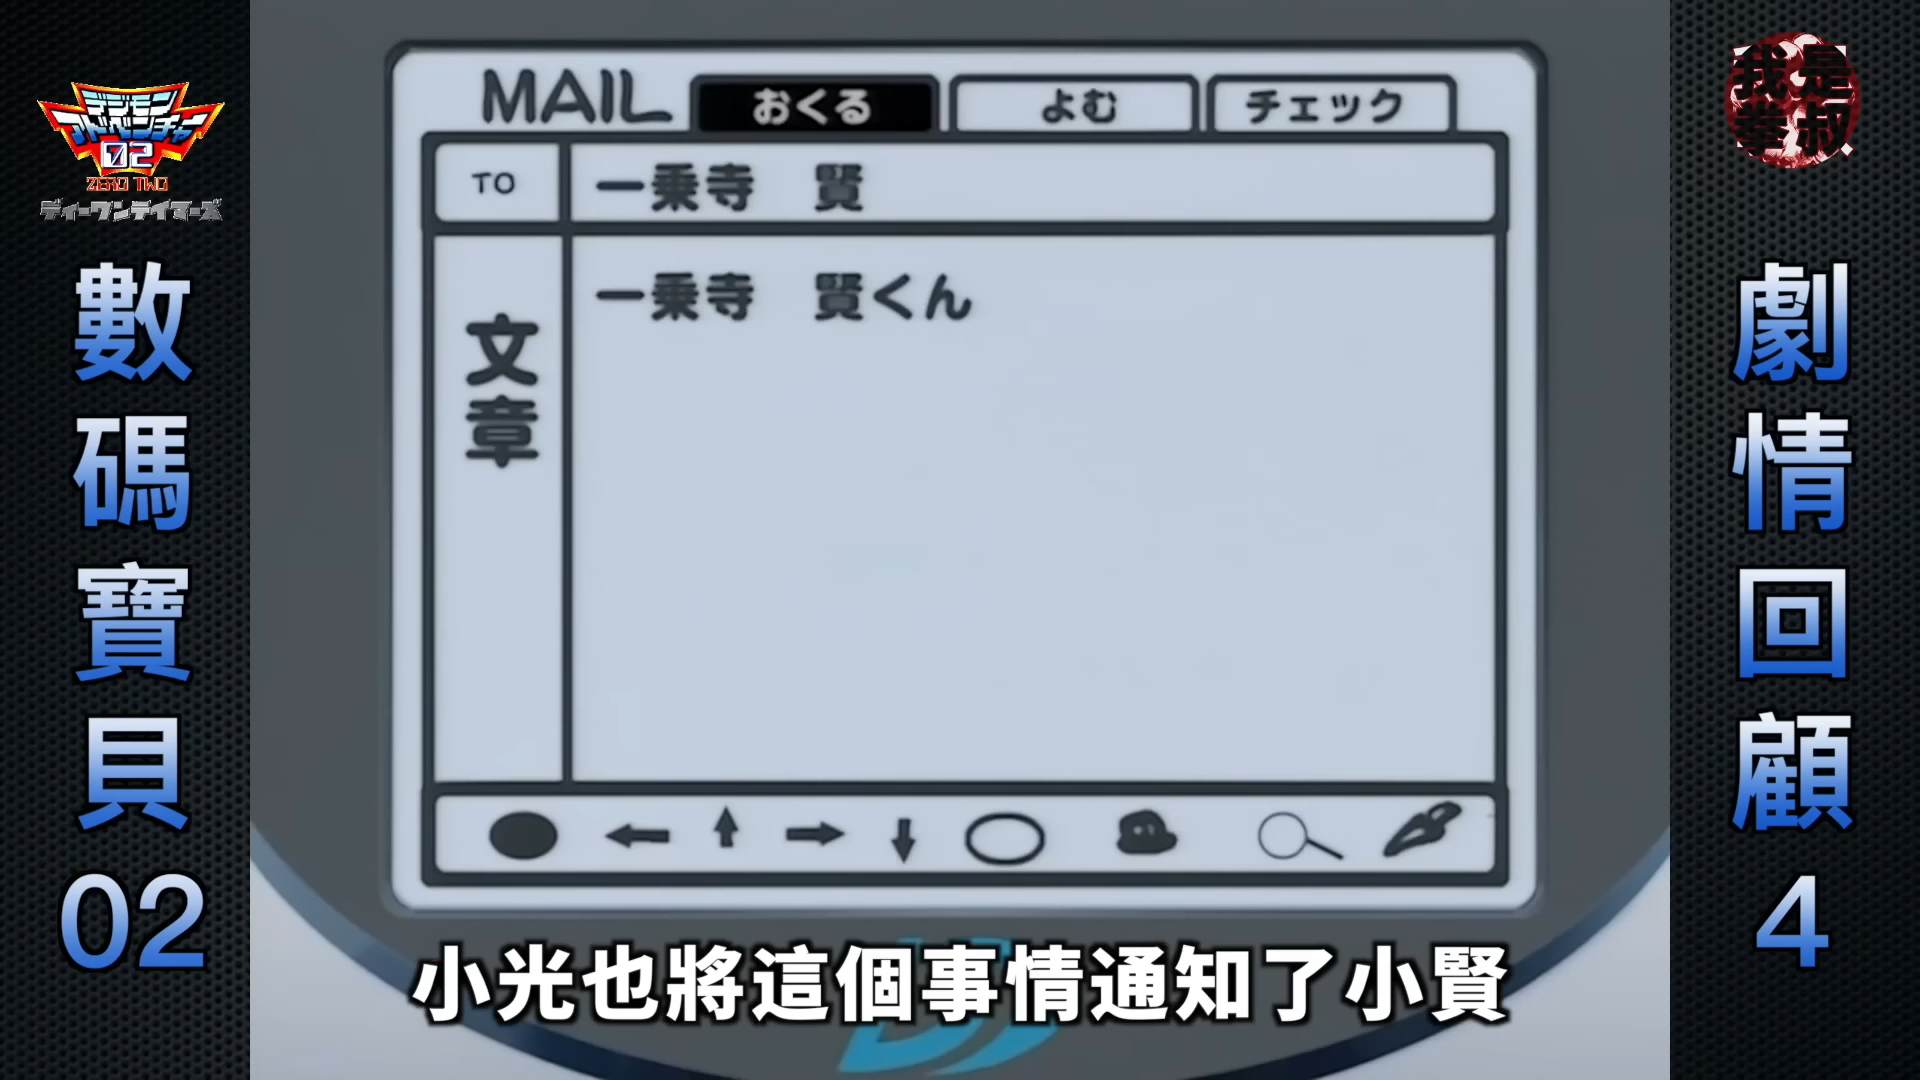 デジモン
アドベンチャー
02
ZERO TWO
ディーワンテイマーズ
數碼寶貝02
MAIL おくる よむ チェック
TO 一乗寺　賢
文章 一乗寺　賢くん
小光也將這個事情通知了小賢
我是
拳叔
劇情回顧4